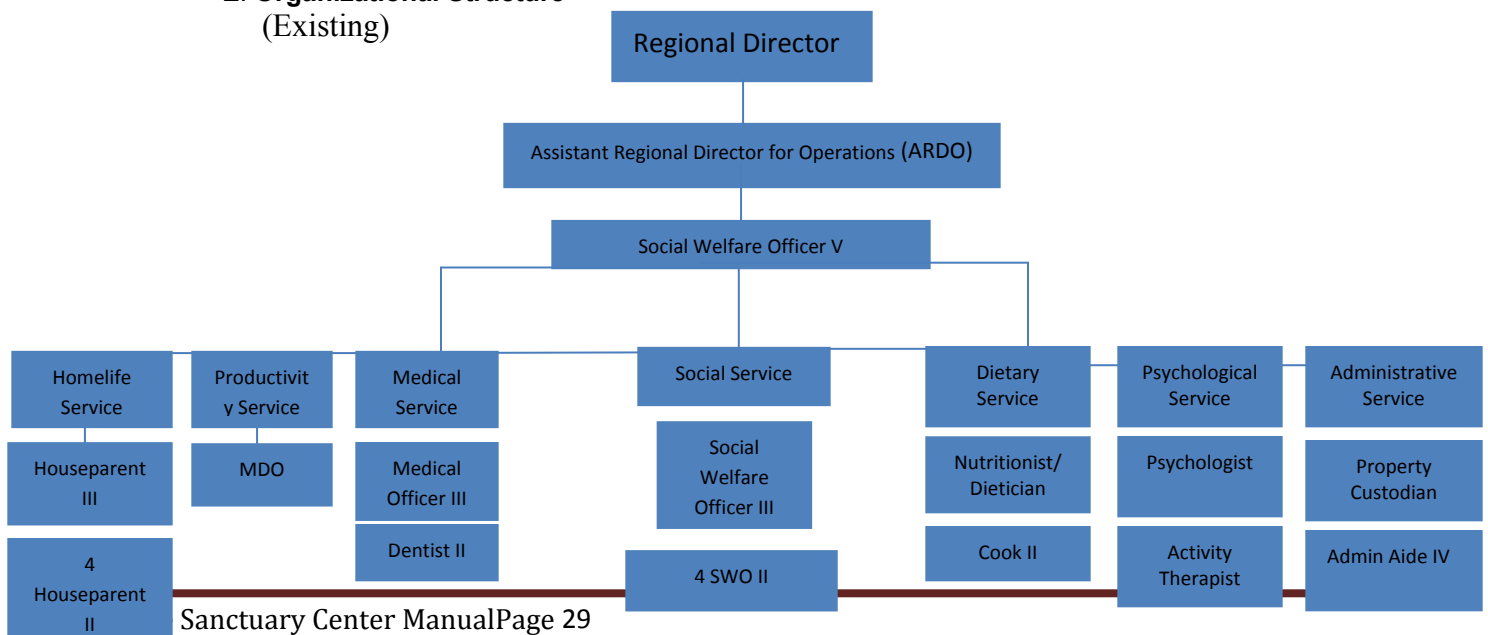 2. Organizational Structure
(Existing)
Regional Director
Assistant Regional Director for Operations (ARDO)
Social Welfare Officer V
Homelife
Service
Productivit
y Service
Medical
Service
Social Service
Dietary
Service
Psychological
Service
Administrative
Service
Houseparent
III
MDO
Medical
Officer III
Social
Welfare
Officer III
Nutritionist/
Dietician
Psychologist
Property
Custodian
4
Houseparent
II
Dentist II
4 SWO II
Cook II
Activity
Therapist
Admin Aide IV
Sanctuary Center ManualPage 29